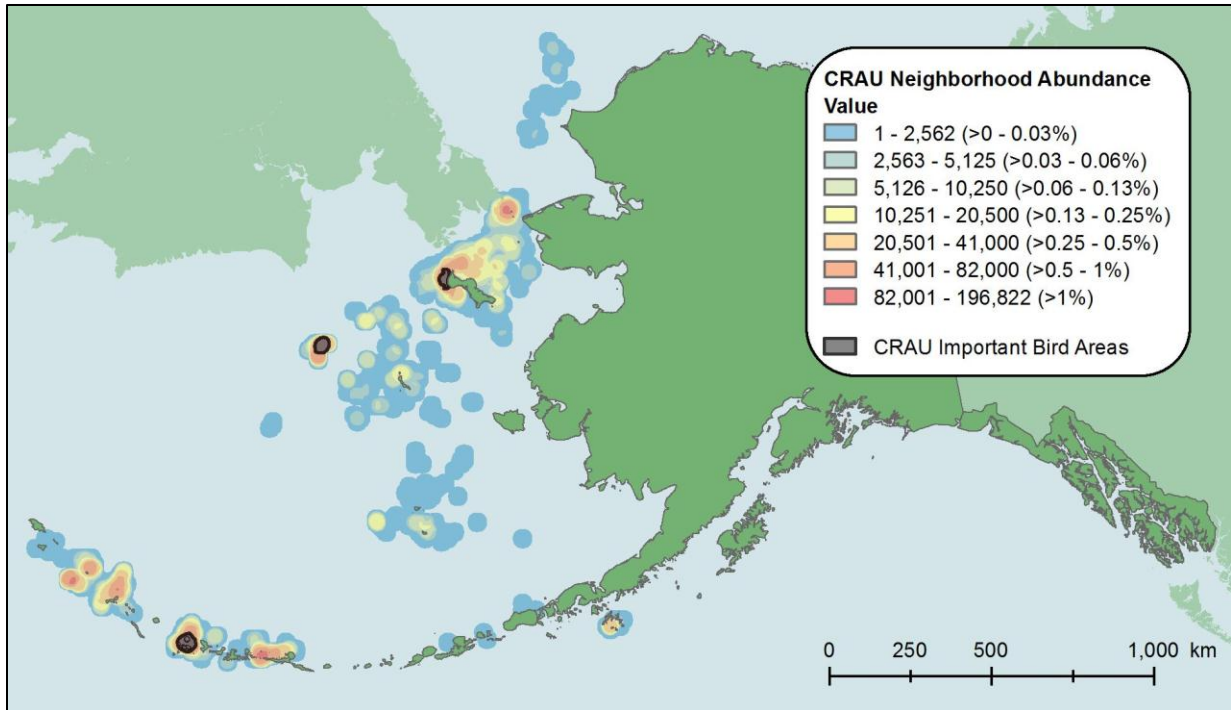 CRAU Neighborhood Abundance
Value
1 - 2,562 (>0 - 0.03%)
2,563 - 5,125 (>0.03 - 0.06%)
5,126 - 10,250 (>0.06 - 0.13%)
10,251 - 20,500 (>0.13 - 0.25%)
20,501 - 41,000 (>0.25 - 0.5%)
41,001 - 82,000 (>0.5 - 1%)
82,001 - 196,822 (>1%)
CRAU Important Bird Areas
0 250 500 1,000 km